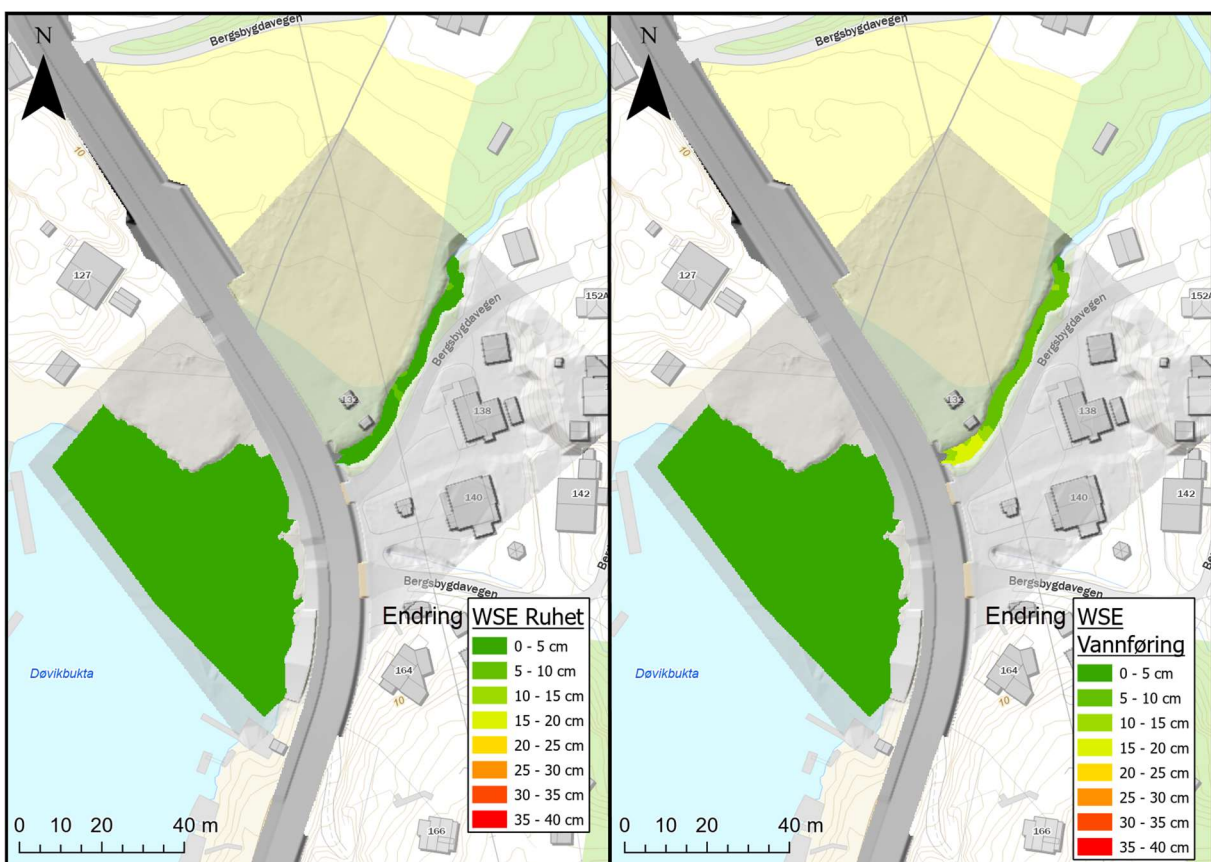 Bergsbygdavegen
N
10
127
152A
Bergsbygdavegen
132
138
140
142
Bergsbygdavegen
Endring
WSE Ruhet
0 - 5 cm
5 - 10 cm
10 - 15 cm
15 - 20 cm
20 - 25 cm
25 - 30 cm
30 - 35 cm
35 - 40 cm
164
10
Døvikbukta
166
0 10 20 40 m
Bergsbygdavegen
N
10
127
152A
Bergsbygdavegen
132
138
140
142
Bergsbygdavegen
Endring
WSE
Vannføring
0 - 5 cm
5 - 10 cm
10 - 15 cm
15 - 20 cm
20 - 25 cm
25 - 30 cm
30 - 35 cm
35 - 40 cm
164
10
Døvikbukta
166
0 10 20 40 m